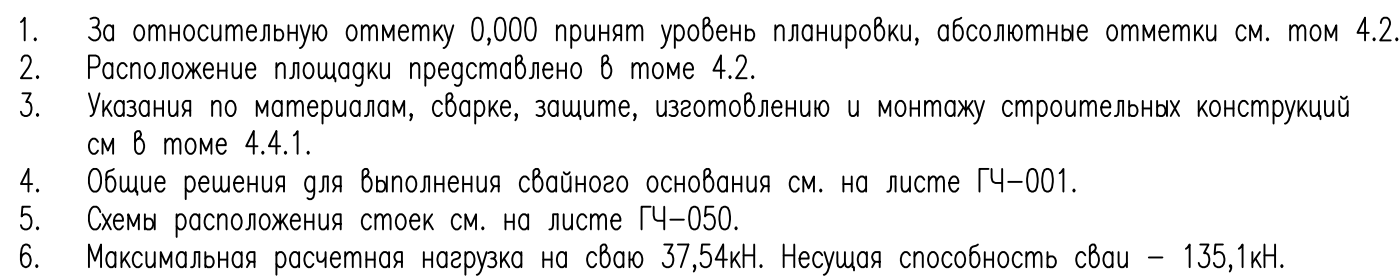 1. За относительную отметку 0,000 принят уровень планировки, абсолютные отметки см. том 4.2.
2. Расположение площадки представлено в томе 4.2.
3. Указания по материалам, сварке, защите, изготовлению и монтажу строительных конструкций
см в томе 4.4.1.
4. Общие решения для выполнения свайного основания см. на листе ГЧ-001.
5. Схемы расположения стоек см. на листе ГЧ-050.
6. Максимальная расчетная нагрузка на сваю 37,54кН. Несущая способность сваи - 135,1кН.